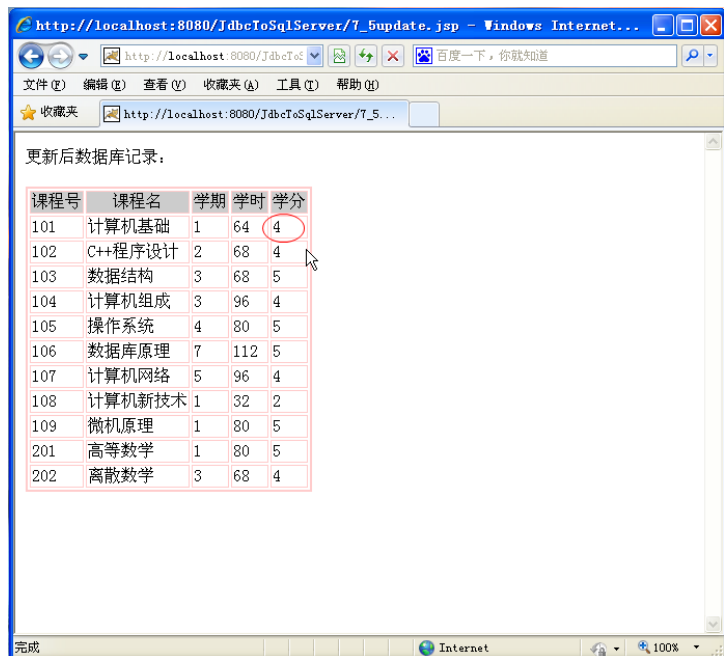 http://localhost:8080/JdbcToSqlServer/7_5update.jsp - Windows Internet...
http://localhost:8080/JdbcToS 百度一下，你就知道
文件(F) 编辑(E) 查看(V) 收藏夹(A) 工具(T) 帮助(H)
收藏夹 http://localhost:8080/JdbcToSqlServer/7_5...
更新后数据库记录：
课程号 课程名 学期 学时 学分
101 计算机基础 1 64 4
102 C++程序设计 2 68 4
103 数据结构 3 68 5
104 计算机组成 3 96 4
105 操作系统 4 80 5
106 数据库原理 7 112 5
107 计算机网络 5 96 4
108 计算机新技术 1 32 2
109 微机原理 1 80 5
201 高等数学 1 80 5
202 离散数学 3 68 4
完成 Internet 100%